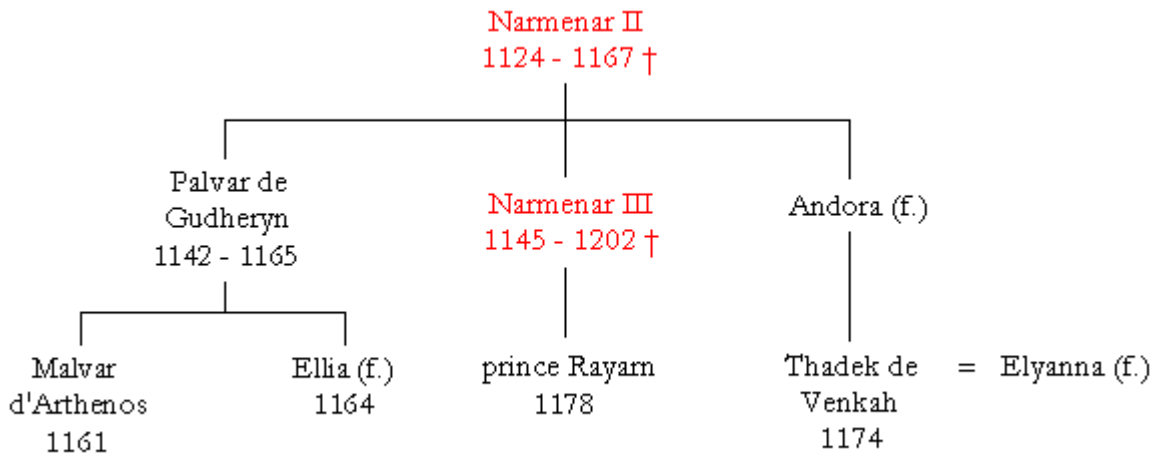 Narmenar II
1124 - 1167 †
Palvar de
Gudheryn
1142 - 1165
Narmenar III
1145 - 1202 †
Andora (f.)
Malvar
d'Arthenos
1161
Ellia (f.)
1164
prince Rayarn
1178
Thadek de
Venkah
1174
= Elyanna (f.)